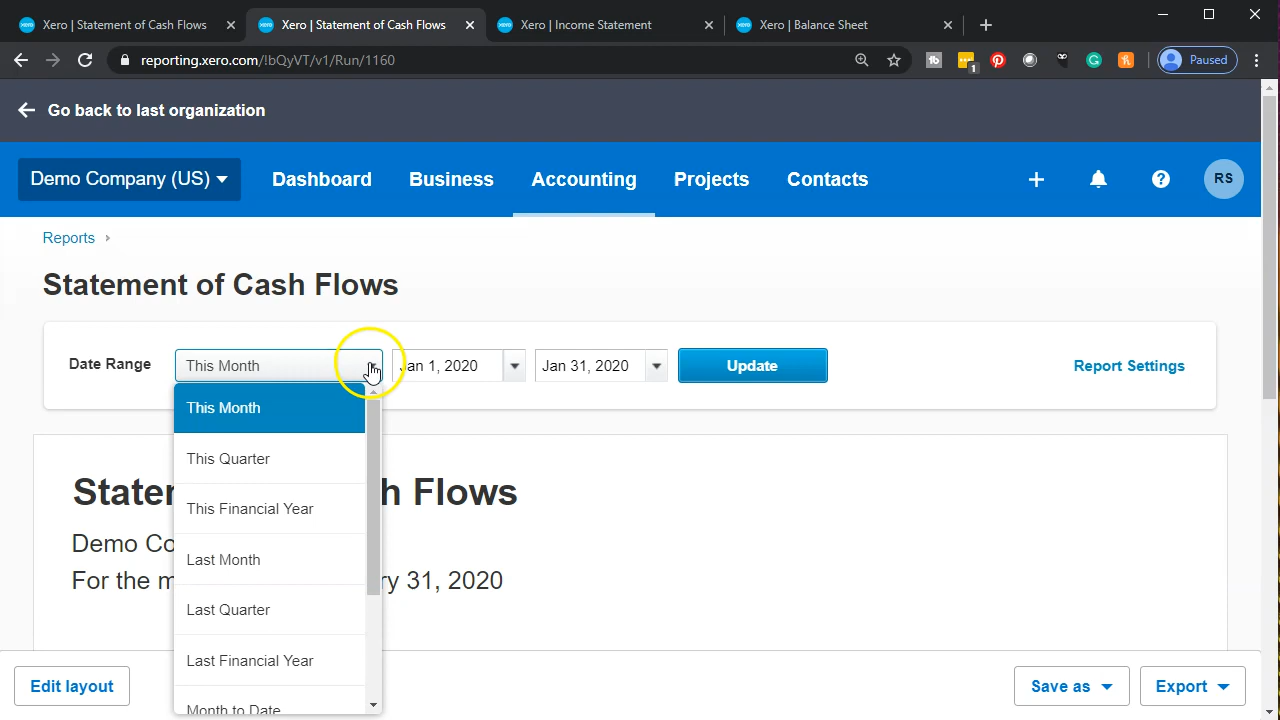 Xero | Statement of Cash Flows
Xero | Statement of Cash Flows
Xero | Income Statement
Xero | Balance Sheet
reporting.xero.com/!bQyVT/v1/Run/1160
1
Paused
Go back to last organization
Demo Company (US)
Dashboard
Business
Accounting
Projects
Contacts
RS
Reports
Statement of Cash Flows
Date Range
This Month
Jan 1, 2020
Jan 31, 2020
Update
Report Settings
This Month
This Quarter
This Financial Year
Last Month
Last Quarter
Last Financial Year
Month to Date
Flows
For the
31, 2020
Edit layout
Save as
Export